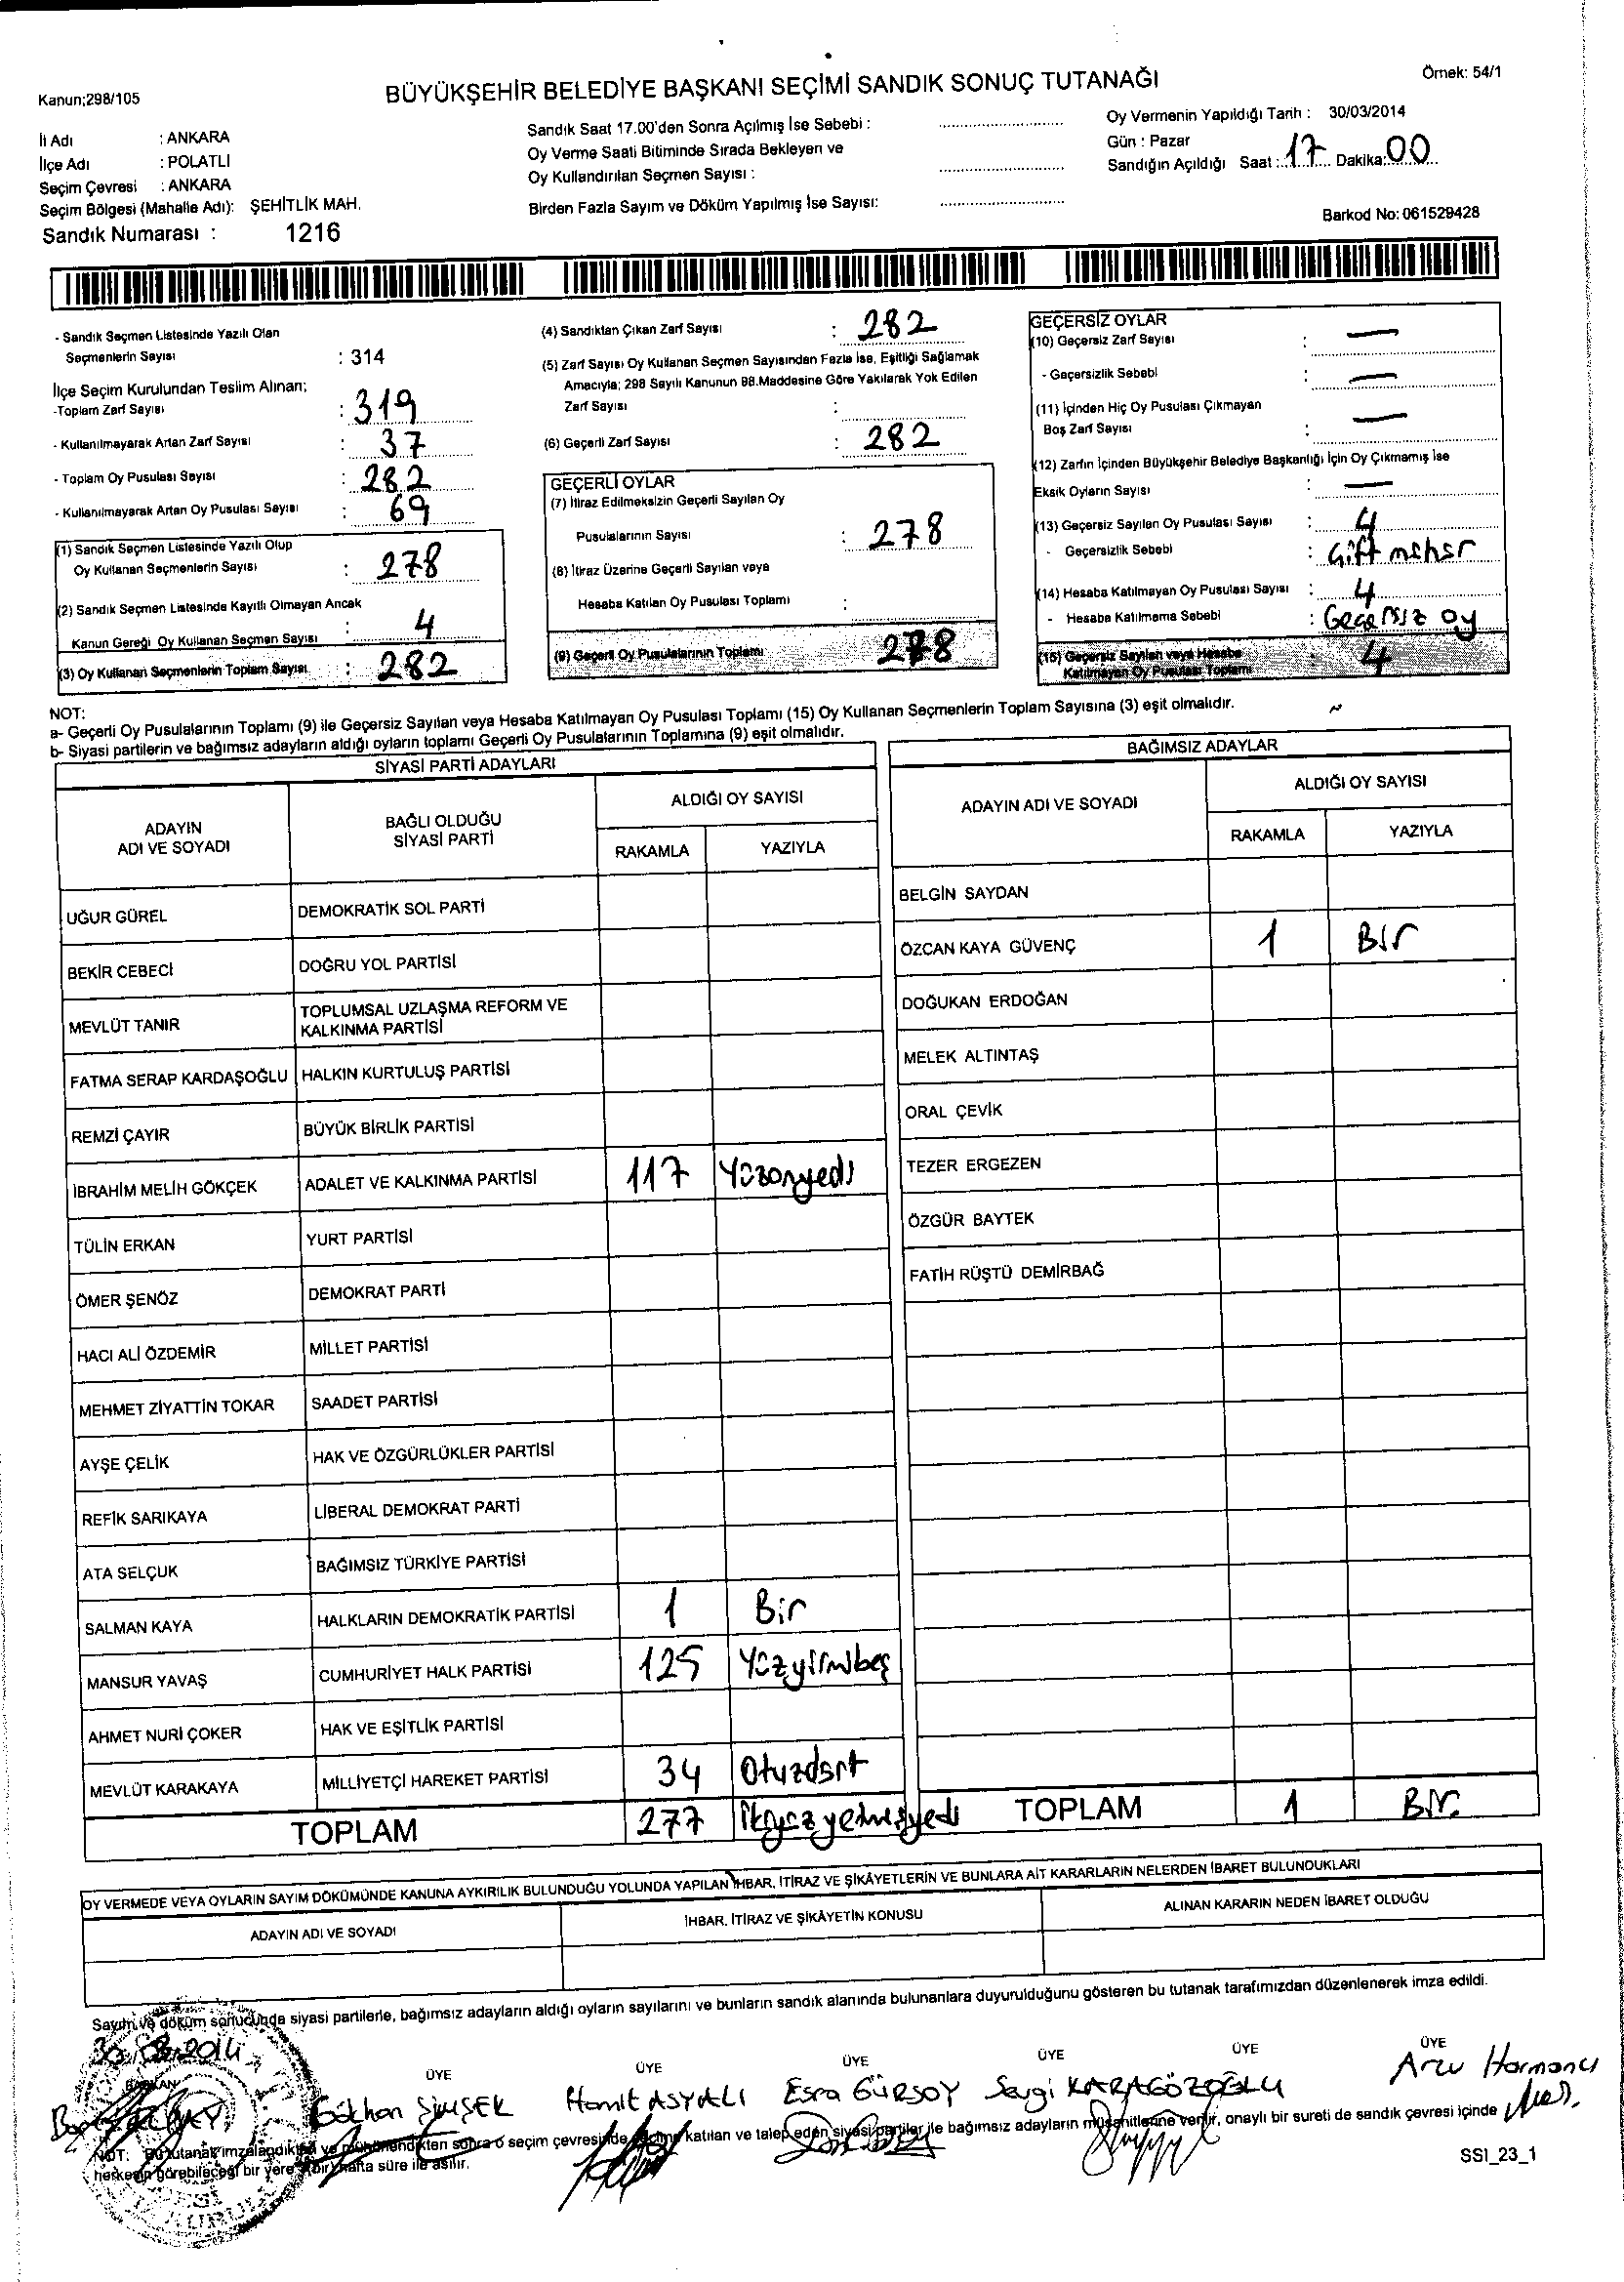 Kanun;298/105
BÜYÜKŞEHİR BELEDİYE BAŞKANI SEÇİMİ SANDIK SONUÇ TUTANAĞI
Örnek: 54/1
İl Adı : ANKARA
İlçe Adı : POLATLI
Seçim Çevresi : ANKARA
Seçim Bölgesi (Mahalle Adı): ŞEHİTLİK MAH.
Sandık Numarası : 1216
Sandık Saat 17.00'den Sonra Açılmış İse Sebebi :
Oy Verme Saati Bitiminde Sırada Bekleyen ve
Oy Kullandırılan Seçmen Sayısı :
Birden Fazla Sayım ve Döküm Yapılmış İse Sayısı:
Oy Vermenin Yapıldığı Tarih : 30/03/2014
Gün : Pazar
Sandığın Açıldığı Saat : 17 Dakika: 00
Barkod No: 061529428
- Sandık Seçmen Listesinde Yazılı Olan
Seçmenlerin Sayısı : 314
İlçe Seçim Kurulundan Teslim Alınan;
-Toplam Zarf Sayısı : 319
- Kullanılmayarak Artan Zarf Sayısı : 37
- Toplam Oy Pusulası Sayısı : 282
- Kullanılmayarak Artan Oy Pusulası Sayısı : 69
(1) Sandık Seçmen Listesinde Yazılı Olup
Oy Kullanan Seçmenlerin Sayısı : 278
(2) Sandık Seçmen Listesinde Kayıtlı Olmayan Ancak
Kanun Gereği Oy Kullanan Seçmen Sayısı : 4
(3) Oy Kullanan Seçmenlerin Toplam Sayısı : 282
(4) Sandıktan Çıkan Zarf Sayısı : 282
(5) Zarf Sayısı Oy Kullanan Seçmen Sayısından Fazla İse, Eşitliği Sağlamak
Amacıyla; 298 Sayılı Kanunun 98.Maddesine Göre Yakılarak Yok Edilen
Zarf Sayısı :
(6) Geçerli Zarf Sayısı : 282
GEÇERLİ OYLAR
(7) İtiraz Edilmeksizin Geçerli Sayılan Oy
Pusulalarının Sayısı : 278
(8) İtiraz Üzerine Geçerli Sayılan veya
Hesaba Katılan Oy Pusulası Toplamı :
(9) Geçerli Oy Pusulalarının Toplamı 278
GEÇERSİZ OYLAR
(10) Geçersiz Zarf Sayısı : —
- Geçersizlik Sebebi : —
(11) İçinden Hiç Oy Pusulası Çıkmayan
Boş Zarf Sayısı : —
(12) Zarfın İçinden Büyükşehir Belediye Başkanlığı İçin Oy Çıkmamış İse
Eksik Oyların Sayısı : —
(13) Geçersiz Sayılan Oy Pusulası Sayısı : 4
- Geçersizlik Sebebi : Çift mühür
(14) Hesaba Katılmayan Oy Pusulası Sayısı : 4
- Hesaba Katılmama Sebebi : Geçersiz oy
(15) Geçersiz Sayılan veya Hesaba
Katılmayan Oy Pusulası Toplamı : 4
NOT:
a- Geçerli Oy Pusulalarının Toplamı (9) ile Geçersiz Sayılan veya Hesaba Katılmayan Oy Pusulası Toplamı (15) Oy Kullanan Seçmenlerin Toplam Sayısına (3) eşit olmalıdır.
b- Siyasi partilerin ve bağımsız adayların aldığı oyların toplamı Geçerli Oy Pusulalarının Toplamına (9) eşit olmalıdır.
SİYASİ PARTİ ADAYLARI
ADAYIN
ADI VE SOYADI
BAĞLI OLDUĞU
SİYASİ PARTİ
ALDIĞI OY SAYISI
RAKAMLA YAZIYLA
UĞUR GÜREL DEMOKRATİK SOL PARTİ
BEKİR CEBECİ DOĞRU YOL PARTİSİ
MEVLÜT TANIR TOPLUMSAL UZLAŞMA REFORM VE
KALKINMA PARTİSİ
FATMA SERAP KARDAŞOĞLU HALKIN KURTULUŞ PARTİSİ
REMZİ ÇAYIR BÜYÜK BİRLİK PARTİSİ
İBRAHİM MELİH GÖKÇEK ADALET VE KALKINMA PARTİSİ 117 Yüzonyedi
TÜLİN ERKAN YURT PARTİSİ
ÖMER ŞENÖZ DEMOKRAT PARTİ
HACI ALİ ÖZDEMİR MİLLET PARTİSİ
MEHMET ZİYATTİN TOKAR SAADET PARTİSİ
AYŞE ÇELİK HAK VE ÖZGÜRLÜKLER PARTİSİ
REFİK SARIKAYA LİBERAL DEMOKRAT PARTİ
ATA SELÇUK BAĞIMSIZ TÜRKİYE PARTİSİ
SALMAN KAYA HALKLARIN DEMOKRATİK PARTİSİ 1 Bir
MANSUR YAVAŞ CUMHURİYET HALK PARTİSİ 125 Yüzyirmibeş
AHMET NURİ ÇOKER HAK VE EŞİTLİK PARTİSİ
MEVLÜT KARAKAYA MİLLİYETÇİ HAREKET PARTİSİ 34 Otuzdört
TOPLAM 277 İkiyüzyetmişyedi
BAĞIMSIZ ADAYLAR
ADAYIN ADI VE SOYADI
ALDIĞI OY SAYISI
RAKAMLA YAZIYLA
BELGİN SAYDAN
ÖZCAN KAYA GÜVENÇ 1 Bir
DOĞUKAN ERDOĞAN
MELEK ALTINTAŞ
ORAL ÇEVİK
TEZER ERGEZEN
ÖZGÜR BAYTEK
FATİH RÜŞTÜ DEMİRBAĞ
TOPLAM 1 Bir.
OY VERMEDE VEYA OYLARIN SAYIM DÖKÜMÜNDE KANUNA AYKIRILIK BULUNDUĞU YOLUNDA YAPILAN İHBAR, İTİRAZ VE ŞİKÂYETLERİN VE BUNLARA AİT KARARLARIN NELERDEN İBARET BULUNDUKLARI
ADAYIN ADI VE SOYADI
İHBAR, İTİRAZ VE ŞİKÂYETİN KONUSU
ALINAN KARARIN NEDEN İBARET OLDUĞU
Sayım ve döküm sonucunda siyasi partilerle, bağımsız adayların aldığı oyların sayılarını ve bunların sandık alanında bulunanlara duyurulduğunu gösteren bu tutanak tarafımızdan düzenlenerek imza edildi.
30.03.2014
BAŞKAN ÜYE ÜYE ÜYE ÜYE ÜYE
Gökhan ŞİMŞEK Hamit ASYALI Esra GÜRSOY Sevgi KARAGÖZOĞLU Arzu Harmancı
NOT: Bu tutanak imzalandıktan ve mühürlendikten sonra o seçim çevresinde seçime katılan ve talep eden siyasi partiler ile bağımsız adayların müşahitlerine verilir, onaylı bir sureti de sandık çevresi içinde
herkesin görebileceği bir yere (bir) hafta süre ile asılır.
SSI_23_1